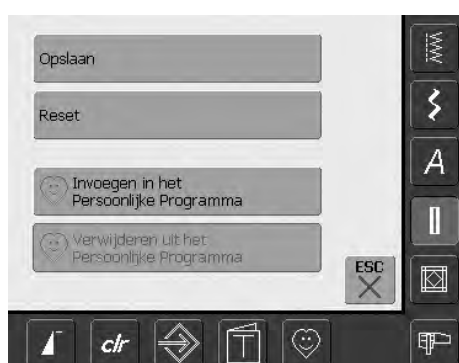 Opslaan
Reset
Invoegen in het
Persoonlijke Programma
Verwijderen uit het
Persoonlijke Programma
ESC
A
clr